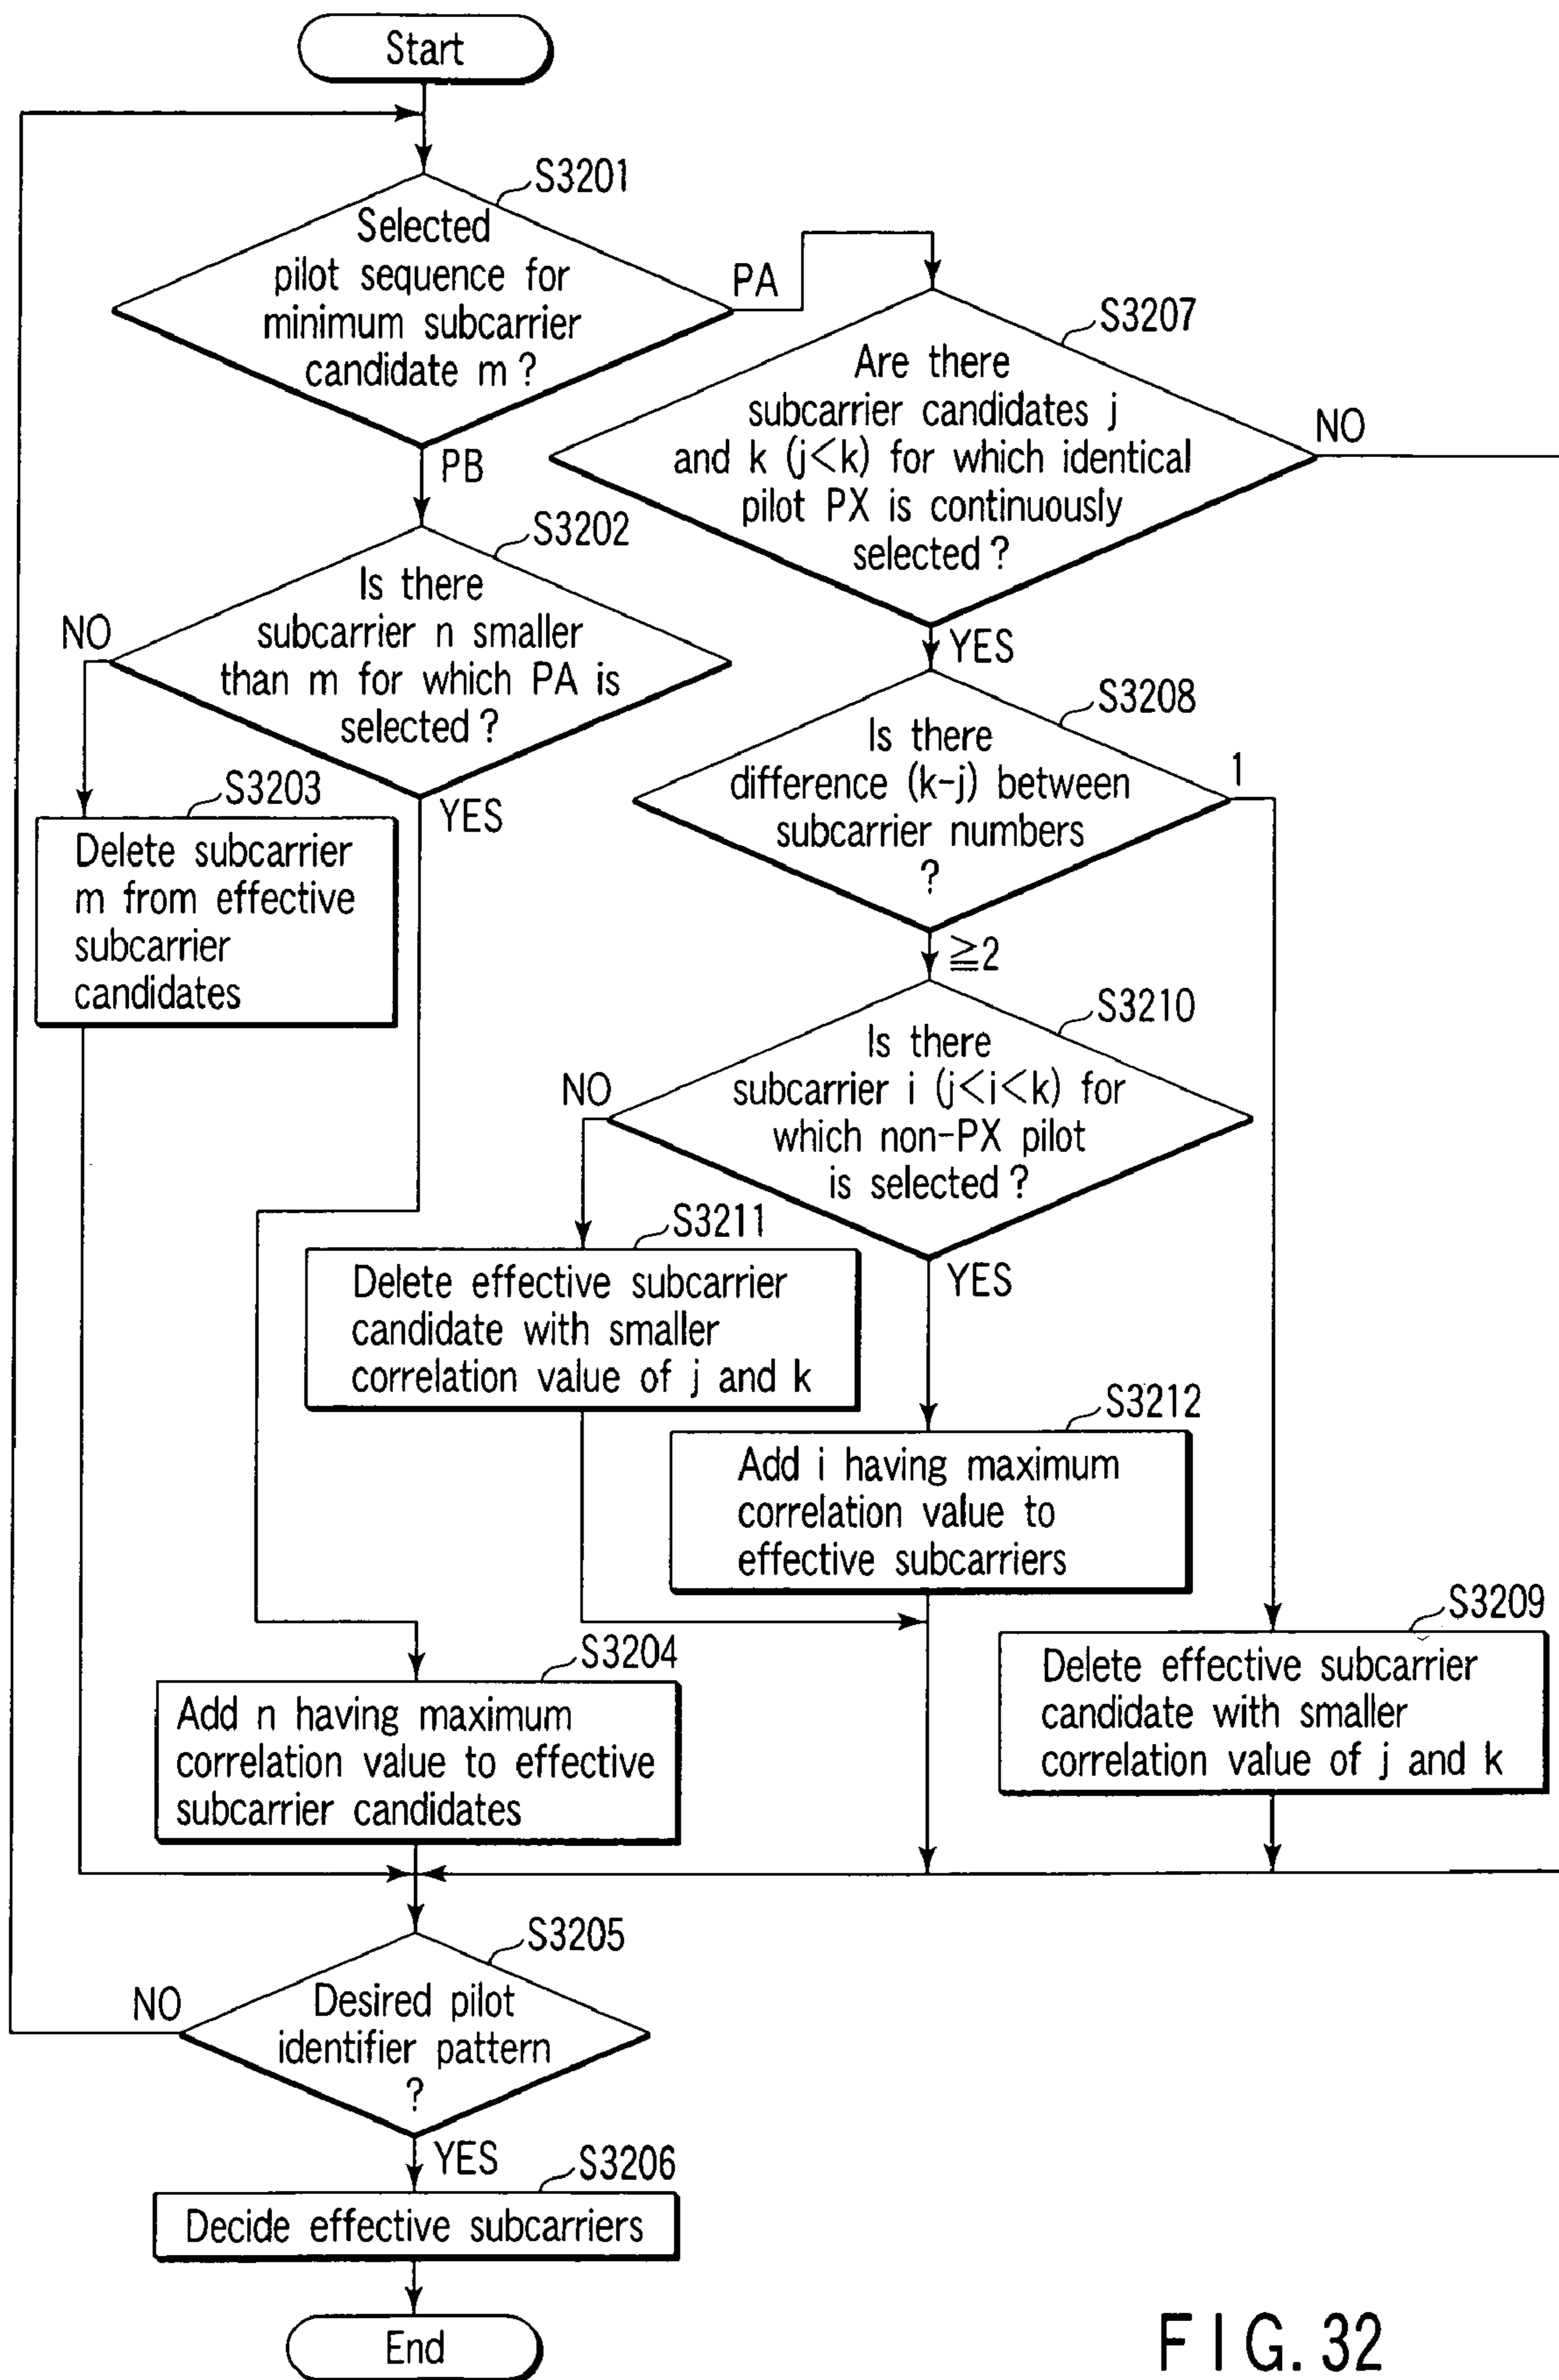 Start
S3201
Selected
pilot sequence for
minimum subcarrier
candidate m?
PA
PB
S3207
Are there
subcarrier candidates j
and k (j<k) for which identical
pilot PX is continuously
selected?
NO
YES
S3202
Is there
subcarrier n smaller
than m for which PA is
selected?
NO
YES
S3208
Is there
difference (k-j) between
subcarrier numbers
?
1
≧2
S3203
Delete subcarrier
m from effective
subcarrier
candidates
S3210
Is there
subcarrier i (j<i<k) for
which non-PX pilot
is selected?
NO
YES
S3211
Delete effective subcarrier
candidate with smaller
correlation value of j and k
S3212
Add i having maximum
correlation value to
effective subcarriers
S3209
Delete effective subcarrier
candidate with smaller
correlation value of j and k
S3204
Add n having maximum
correlation value to effective
subcarrier candidates
S3205
Desired pilot
identifier pattern
?
NO
YES
S3206
Decide effective subcarriers
End
FIG. 32